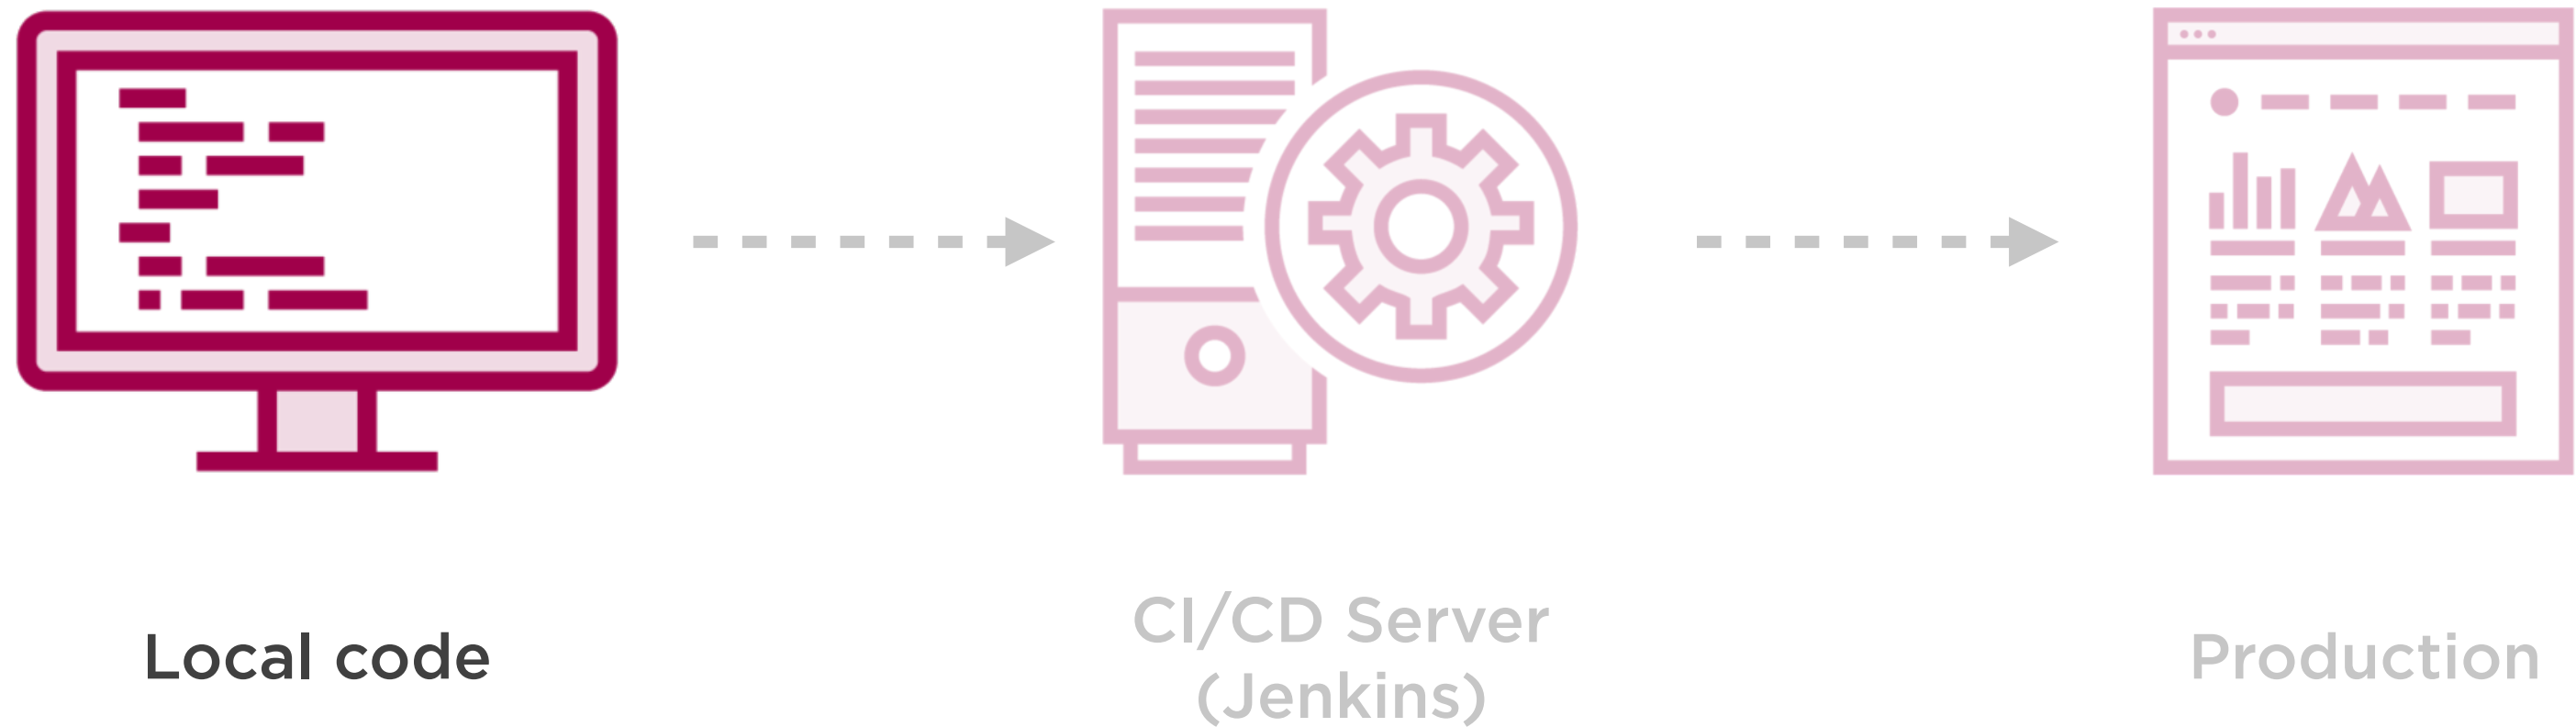 Local code
CI/CD Server
(Jenkins)
Production